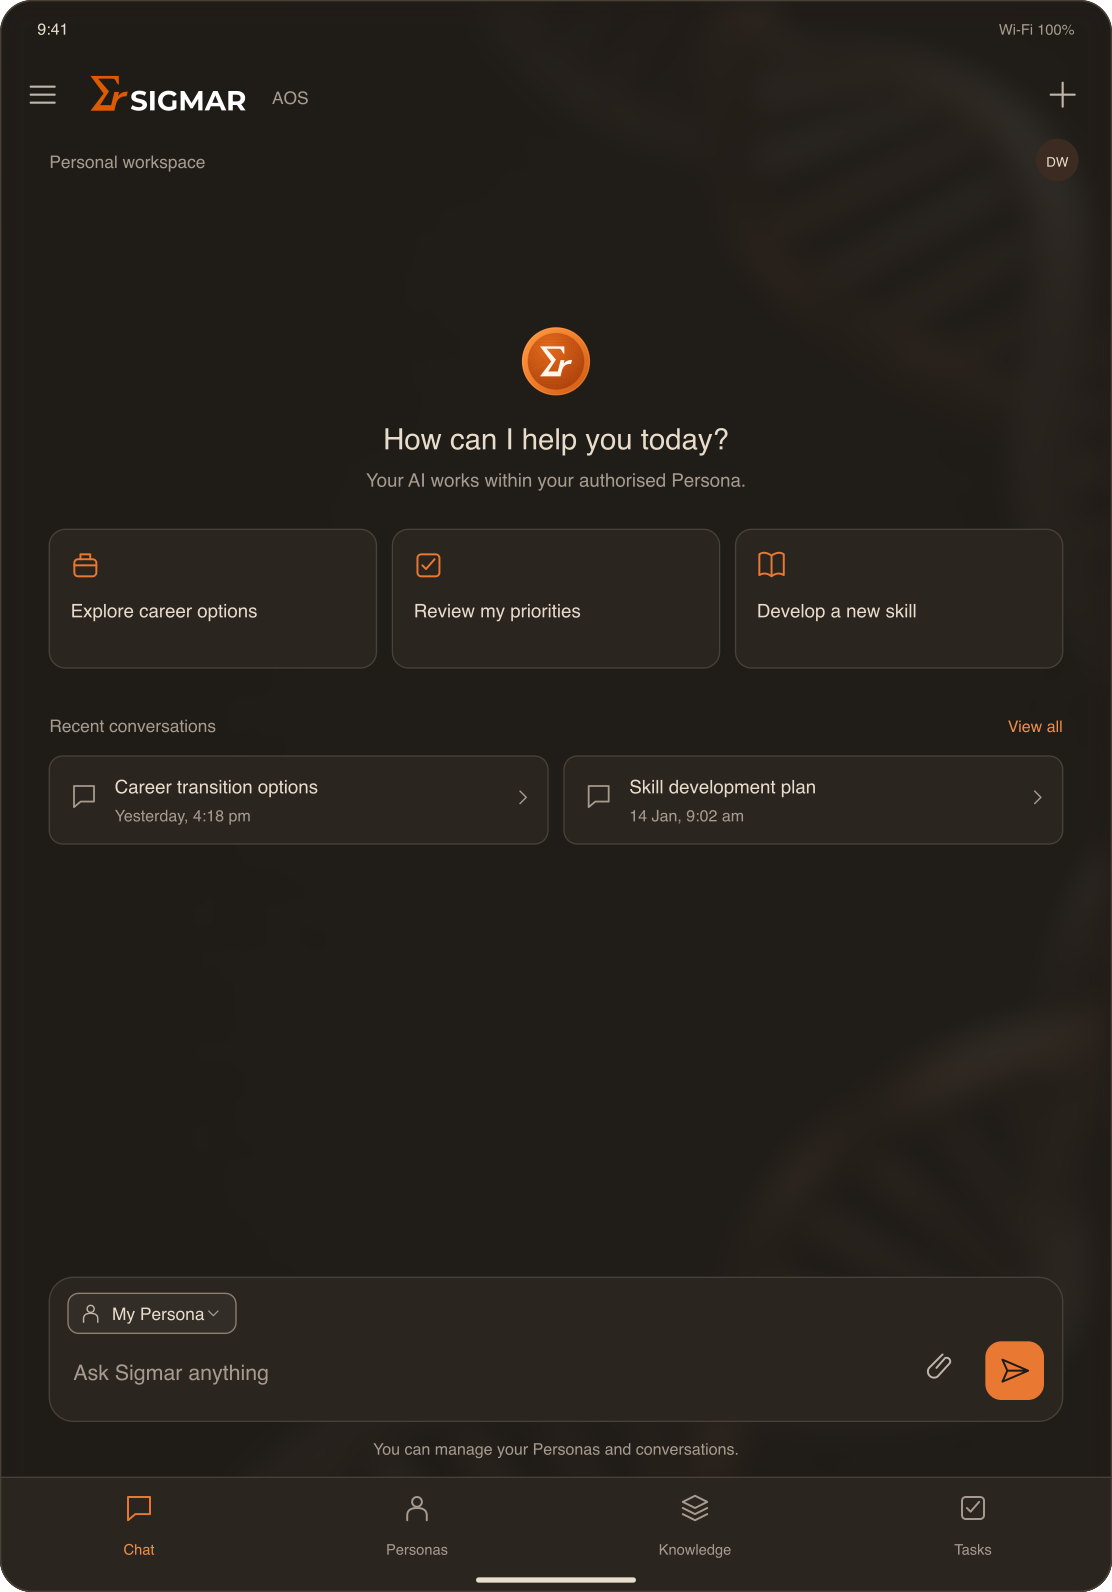 9:41
Wi-Fi 100%
Σr SIGMAR AOS
Personal workspace
DW
Σr
How can I help you today?
Your AI works within your authorised Persona.
Explore career options
Review my priorities
Develop a new skill
Recent conversations
View all
Career transition options
Yesterday, 4:18 pm
Skill development plan
14 Jan, 9:02 am
My Persona
Ask Sigmar anything
You can manage your Personas and conversations.
Chat
Personas
Knowledge
Tasks